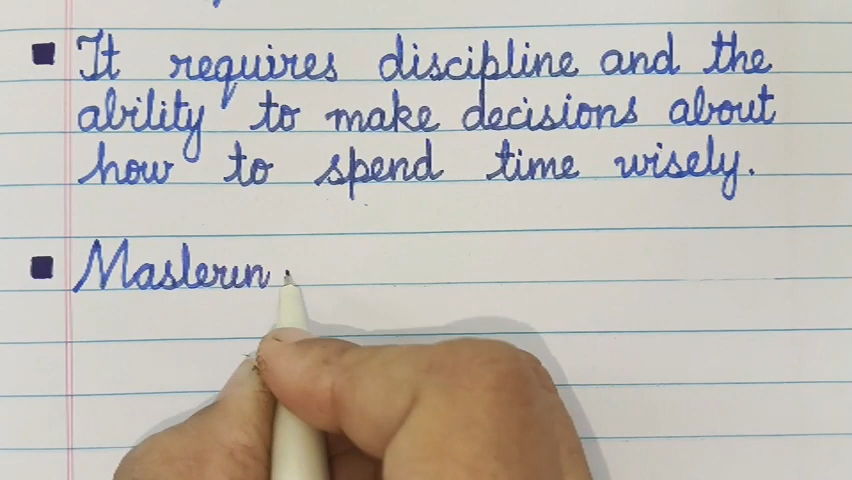 ■ It requires discipline and the
ability to make decisions about
how to spend time wisely.
■ Masterin